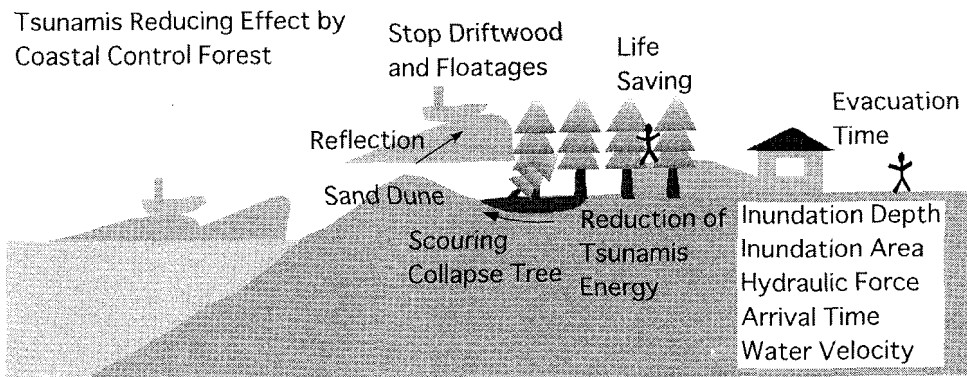 Tsunamis Reducing Effect by
Coastal Control Forest
Stop Driftwood
and Floatages
Life
Saving
Evacuation
Time
Reflection
Sand Dune
Scouring
Collapse Tree
Reduction of
Tsunamis
Energy
Inundation Depth
Inundation Area
Hydraulic Force
Arrival Time
Water Velocity